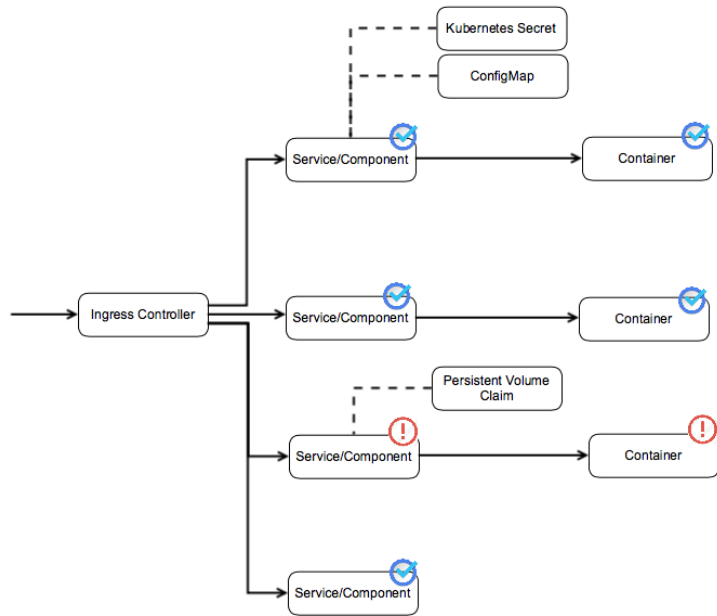 Kubernetes Secret
ConfigMap
Service/Component
Container
Ingress Controller
Service/Component
Container
Persistent Volume
Claim
Service/Component
Container
Service/Component